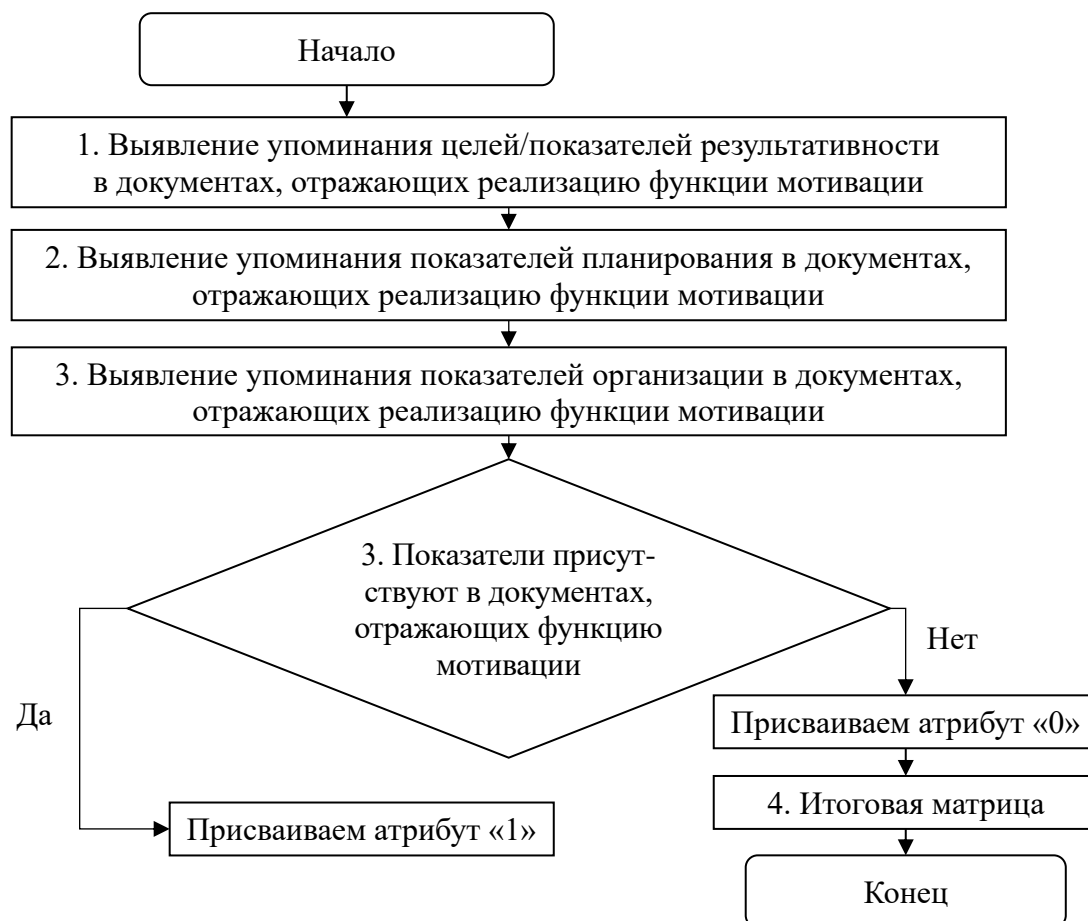 Начало
1. Выявление упоминания целей/показателей результативности
в документах, отражающих реализацию функции мотивации
2. Выявление упоминания показателей планирования в документах,
отражающих реализацию функции мотивации
3. Выявление упоминания показателей организации в документах,
отражающих реализацию функции мотивации
3. Показатели присут-
ствуют в документах,
отражающих функцию
мотивации
Нет
Да
Присваиваем атрибут «0»
4. Итоговая матрица
Присваиваем атрибут «1»
Конец